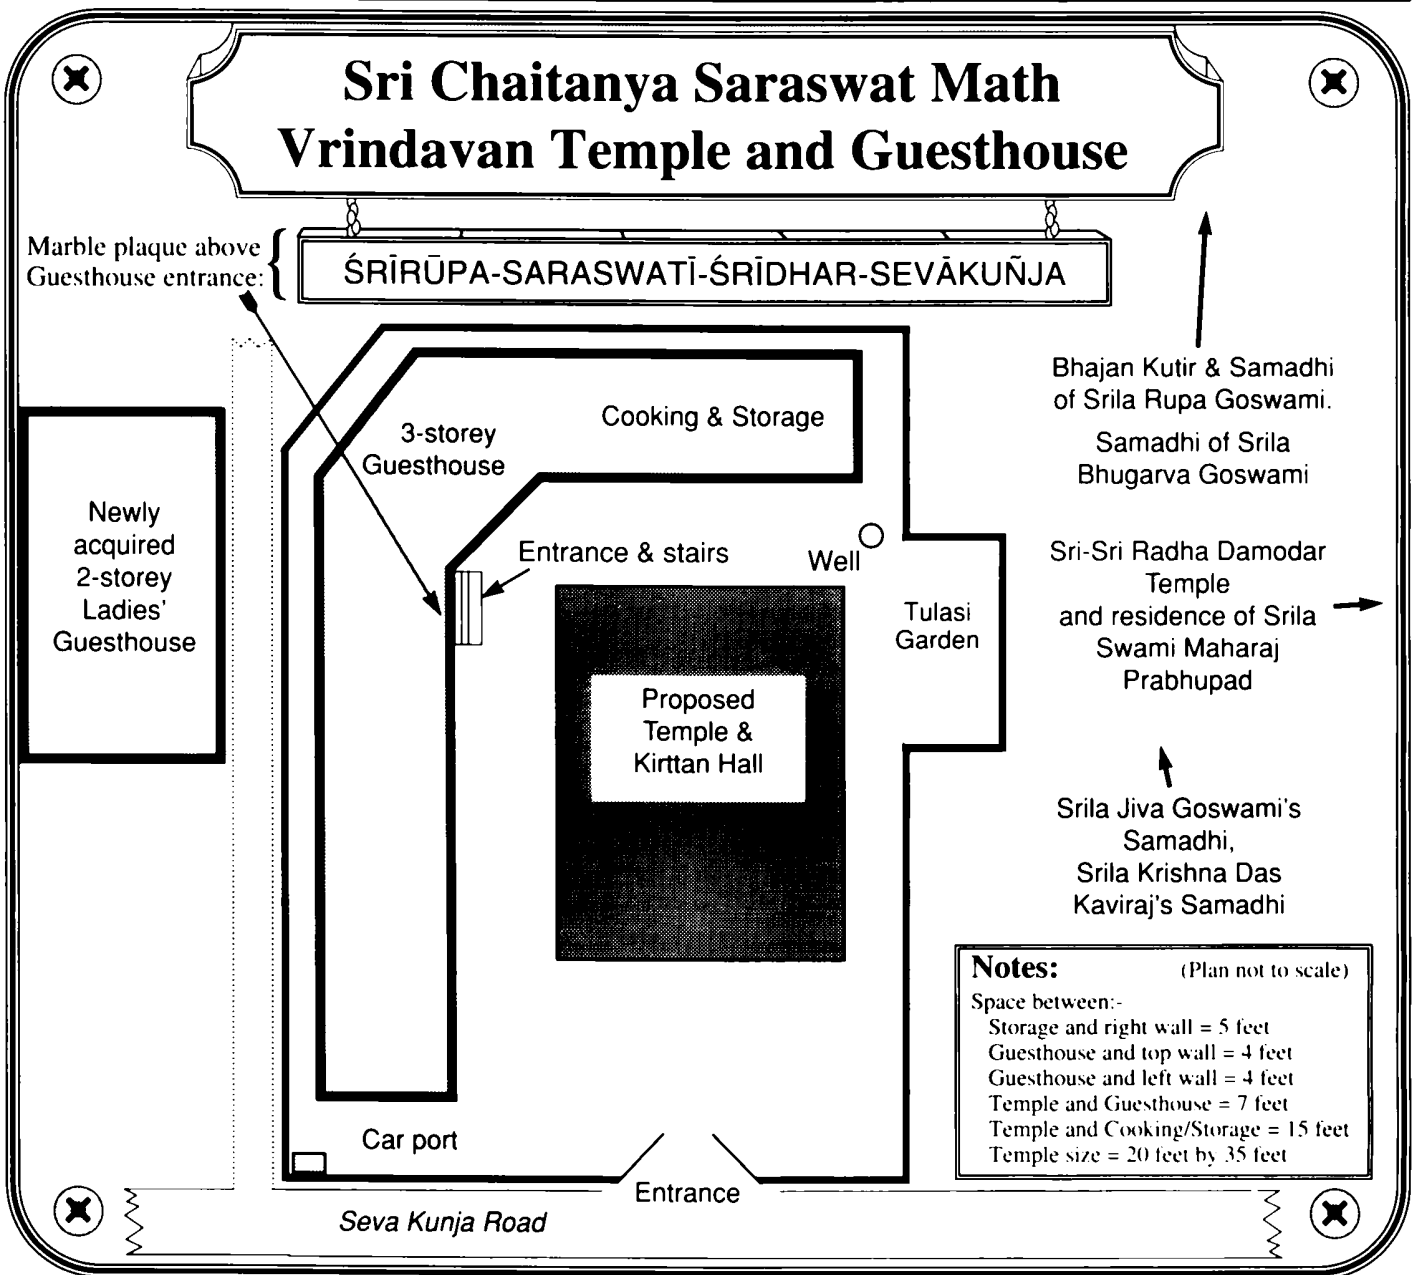 Sri Chaitanya Saraswat Math
Vrindavan Temple and Guesthouse
Marble plaque above
Guesthouse entrance:
ŚRĪRŪPA-SARASWATĪ-ŚRĪDHAR-SEVĀKUÑJA
Bhajan Kutir & Samadhi
of Srila Rupa Goswami.
Samadhi of Srila
Bhugarva Goswami
Cooking & Storage
3-storey
Guesthouse
Newly
acquired
2-storey
Ladies'
Guesthouse
Entrance & stairs
Well
Tulasi
Garden
Sri-Sri Radha Damodar
Temple
and residence of Srila
Swami Maharaj
Prabhupad
Proposed
Temple &
Kirttan Hall
Srila Jiva Goswami's
Samadhi,
Srila Krishna Das
Kaviraj's Samadhi
Notes: (Plan not to scale)
Space between:-
Storage and right wall = 5 feet
Guesthouse and top wall = 4 feet
Guesthouse and left wall = 4 feet
Temple and Guesthouse = 7 feet
Temple and Cooking/Storage = 15 feet
Temple size = 20 feet by 35 feet
Car port
Entrance
Seva Kunja Road